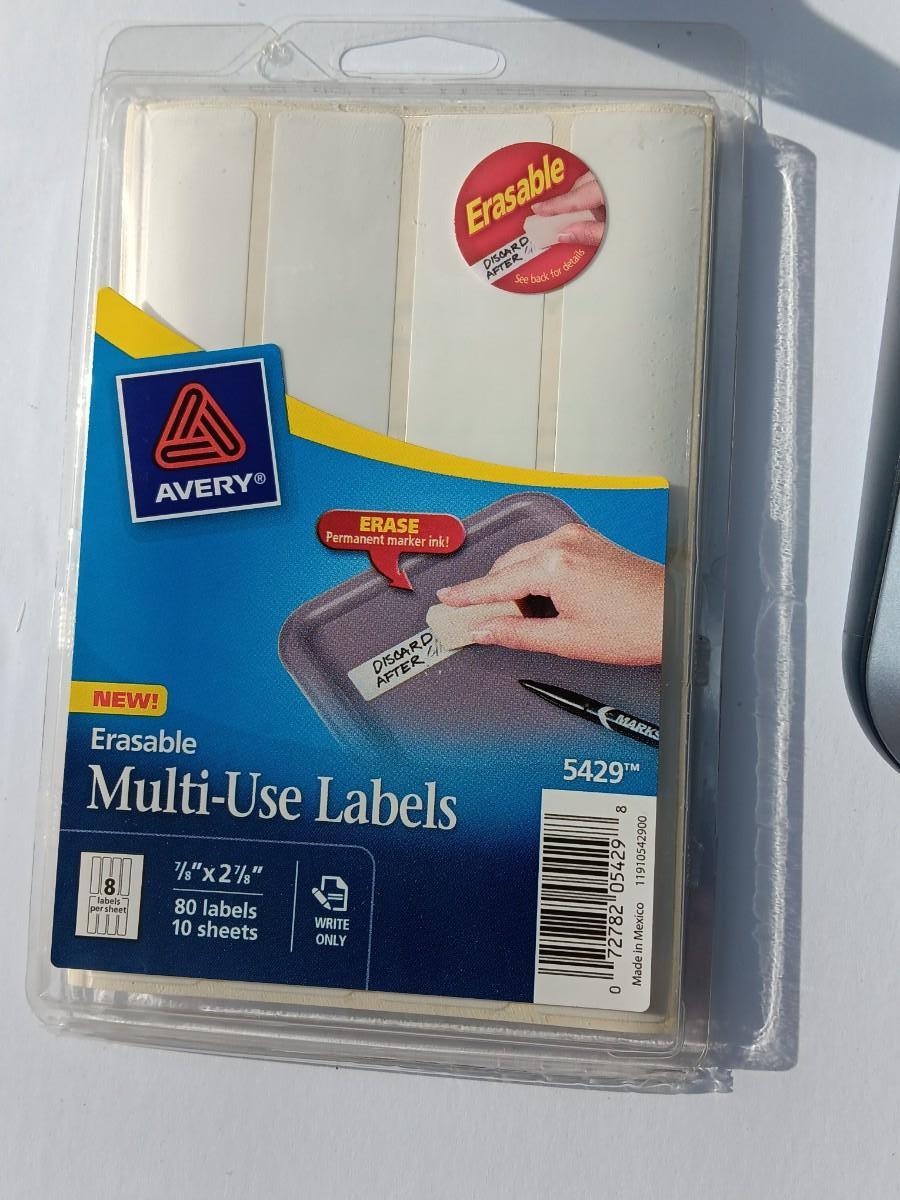 Erasable
DISCARD
AFTER
See back for details
AVERY®
ERASE
Permanent marker ink!
DISCARD
AFTER
MARKS
NEW!
Erasable
Multi-Use Labels
5429™
8
labels
per sheet
⅞" x 2⅞"
80 labels
10 sheets
WRITE
ONLY
0 72782 05429 8
Made in Mexico 11910542900